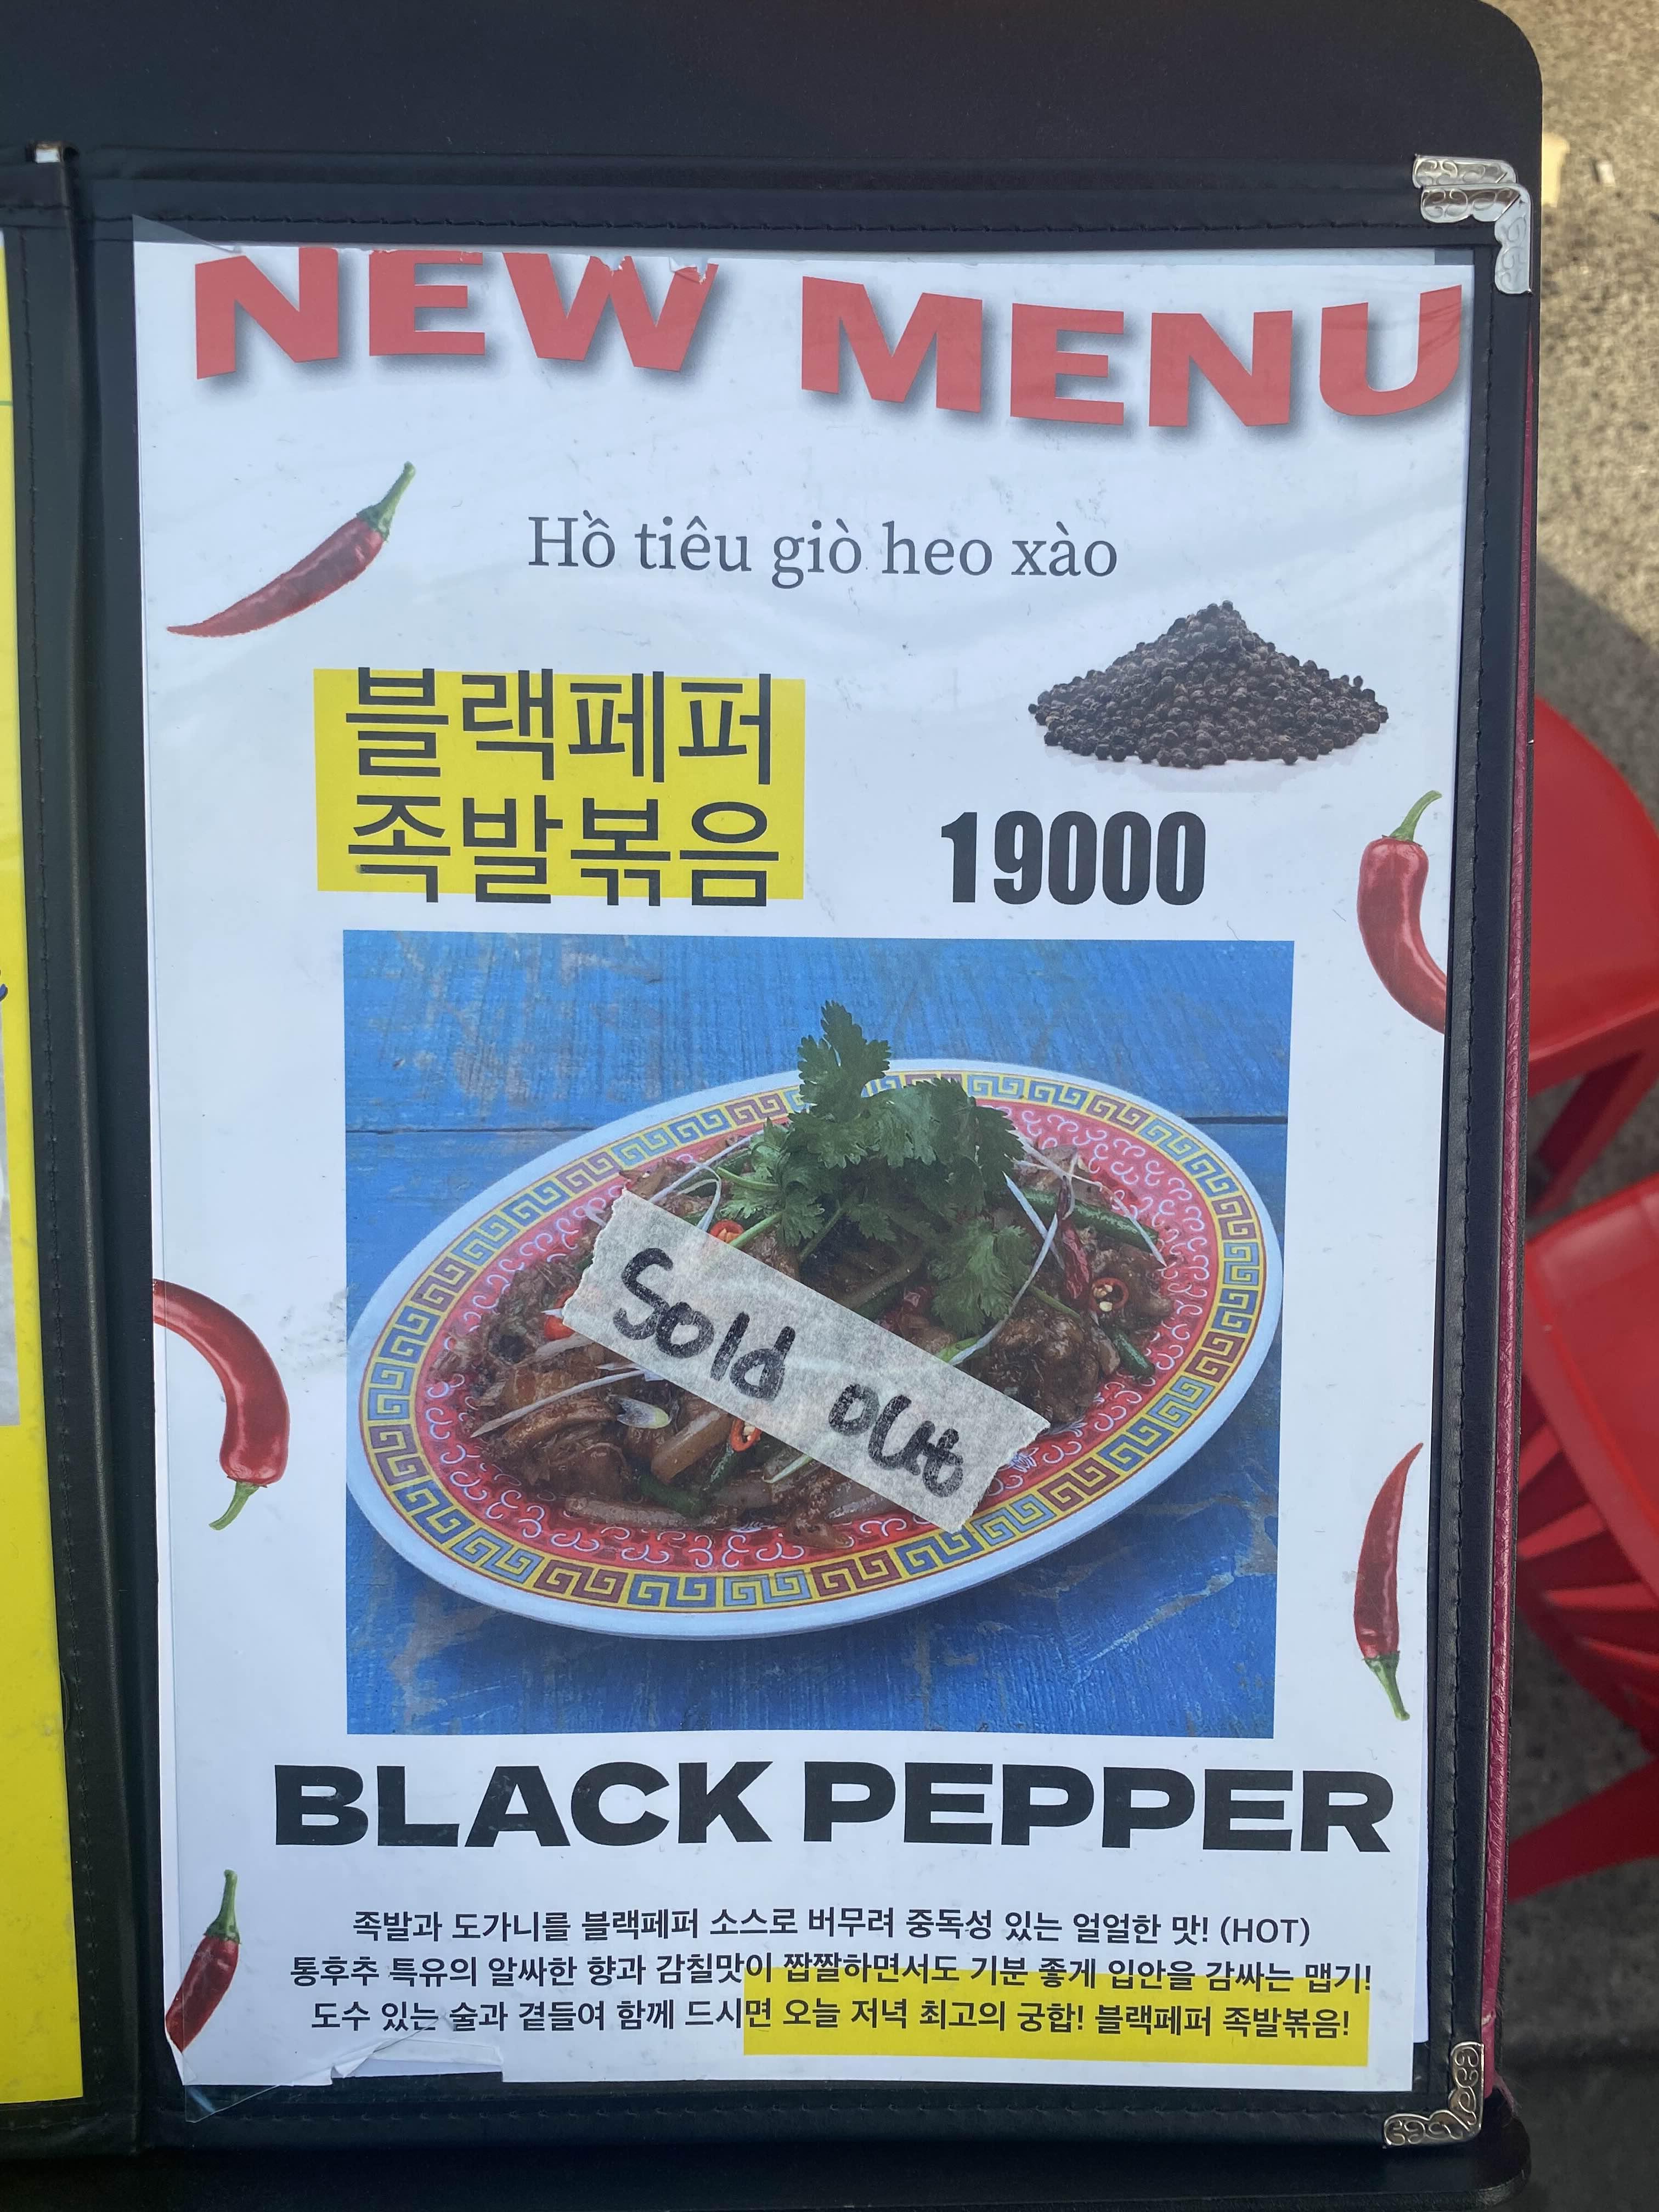 NEW MENU
Hồ tiêu giò heo xào
블랙페퍼
족발볶음
19000
Sold out
BLACK PEPPER
족발과 도가니를 블랙페퍼 소스로 버무려 중독성 있는 얼얼한 맛! (HOT)
통후추 특유의 알싸한 향과 감칠맛이 짭짤하면서도 기분 좋게 입안을 감싸는 맵기!
도수 있는 술과 곁들여 함께 드시면 오늘 저녁 최고의 궁합! 블랙페퍼 족발볶음!